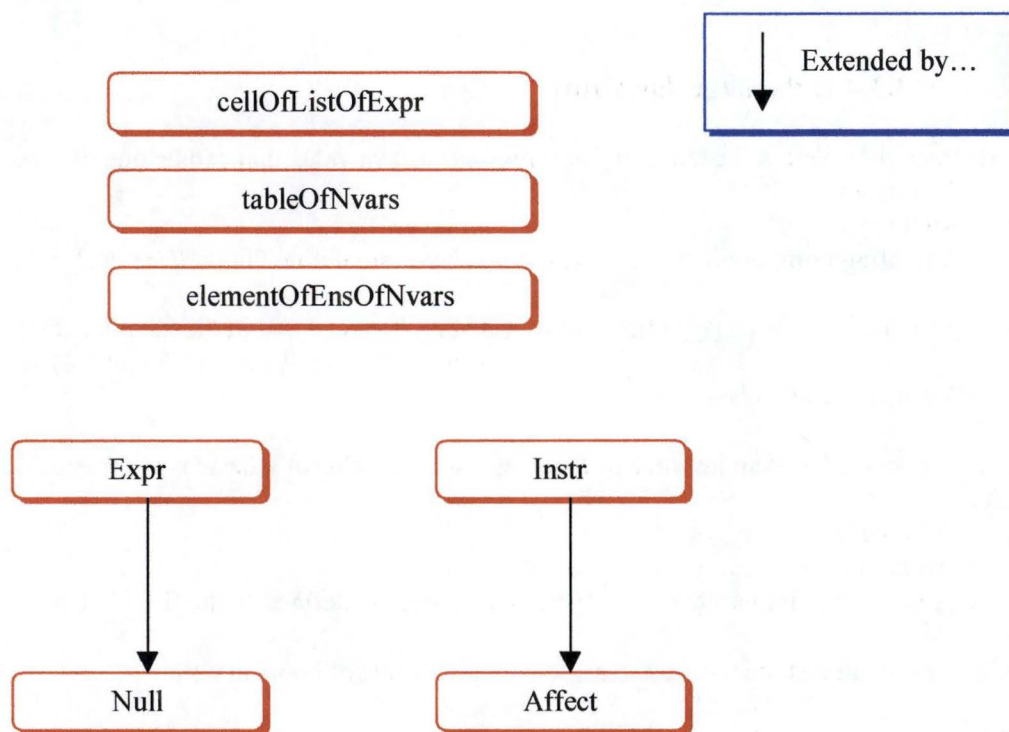 Extended by…
cellOfListOfExpr
tableOfNvars
elementOfEnsOfNvars
Expr
Instr
Null
Affect